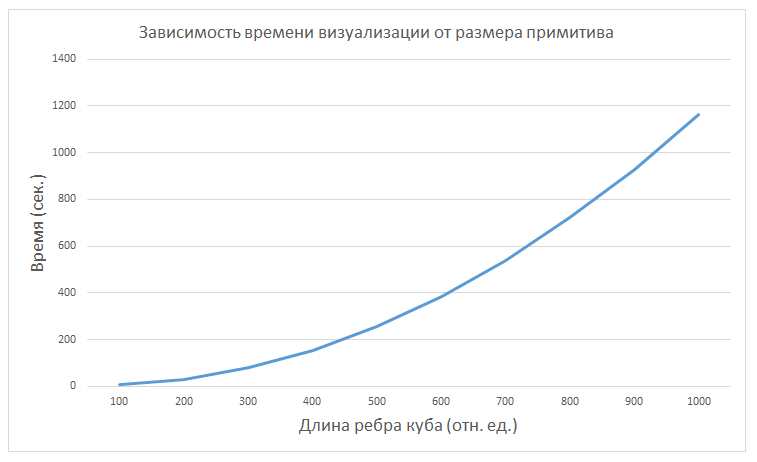 Зависимость времени визуализации от размера примитива
1400
1200
1000
800
600
400
200
0
Время (сек.)
100 200 300 400 500 600 700 800 900 1000
Длина ребра куба (отн. ед.)